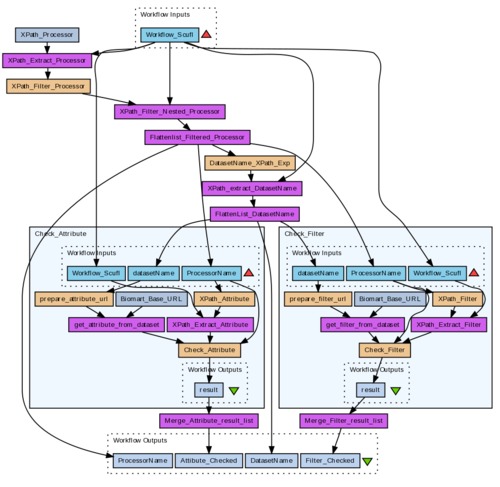 Workflow Inputs
XPath_Processor
Workflow_Scufl
XPath_Extract_Processor
XPath_Filter_Processor
XPath_Filter_Nested_Processor
Flattenlist_Filtered_Processor
DatasetName_XPath_Exp
XPath_extract_DatasetName
FlattenList_DatasetName
Check_Attribute
Workflow Inputs
Workflow_Scufl
datasetName
ProcessorName
prepare_attribute_url
Biomart_Base_URL
XPath_Attribute
get_attribute_from_dataset
XPath_Extract_Attribute
Check_Attribute
Workflow Outputs
result
Check_Filter
Workflow Inputs
datasetName
ProcessorName
Workflow_Scufl
prepare_filter_url
Biomart_Base_URL
XPath_Filter
get_filter_from_dataset
XPath_Extract_Filter
Check_Filter
Workflow Outputs
result
Merge_Attribute_result_list
Merge_Filter_result_list
Workflow Outputs
ProcessorName
Attibute_Checked
DatasetName
Filter_Checked